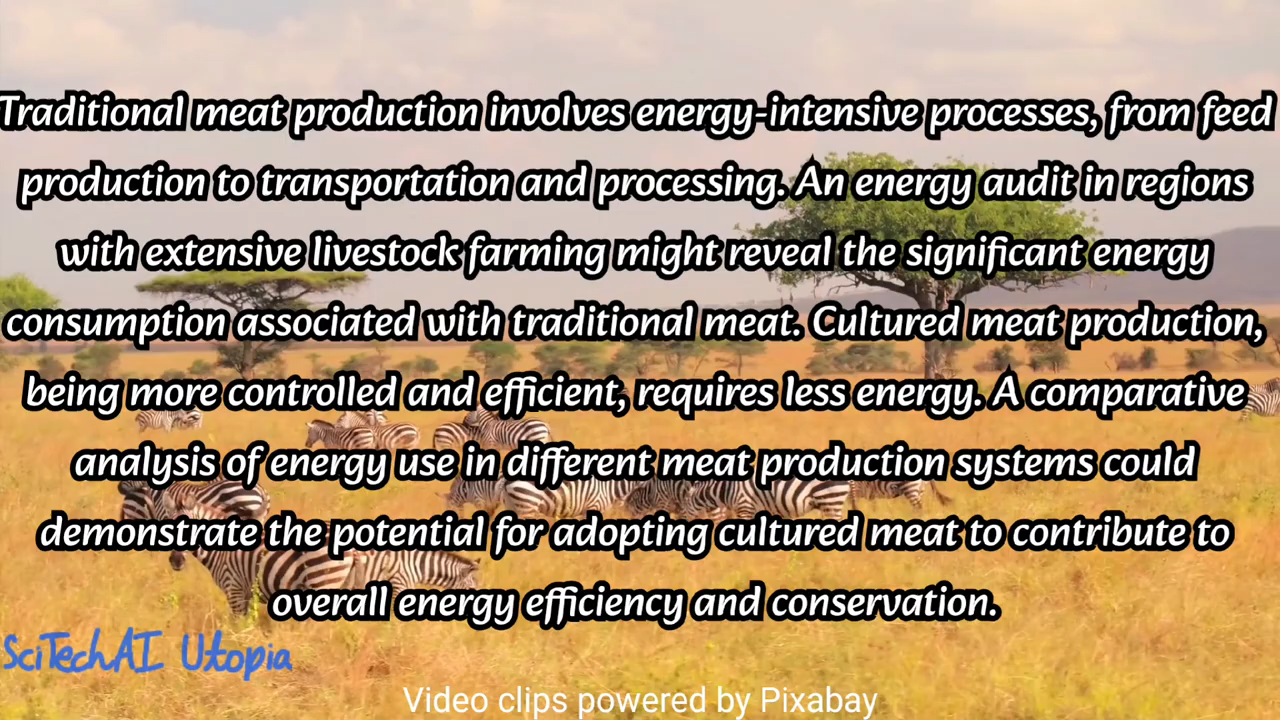 Traditional meat production involves energy-intensive processes, from feed
production to transportation and processing. An energy audit in regions
with extensive livestock farming might reveal the significant energy
consumption associated with traditional meat. Cultured meat production,
being more controlled and efficient, requires less energy. A comparative
analysis of energy use in different meat production systems could
demonstrate the potential for adopting cultured meat to contribute to
overall energy efficiency and conservation.
SciTechAI Utopia
Video clips powered by Pixabay